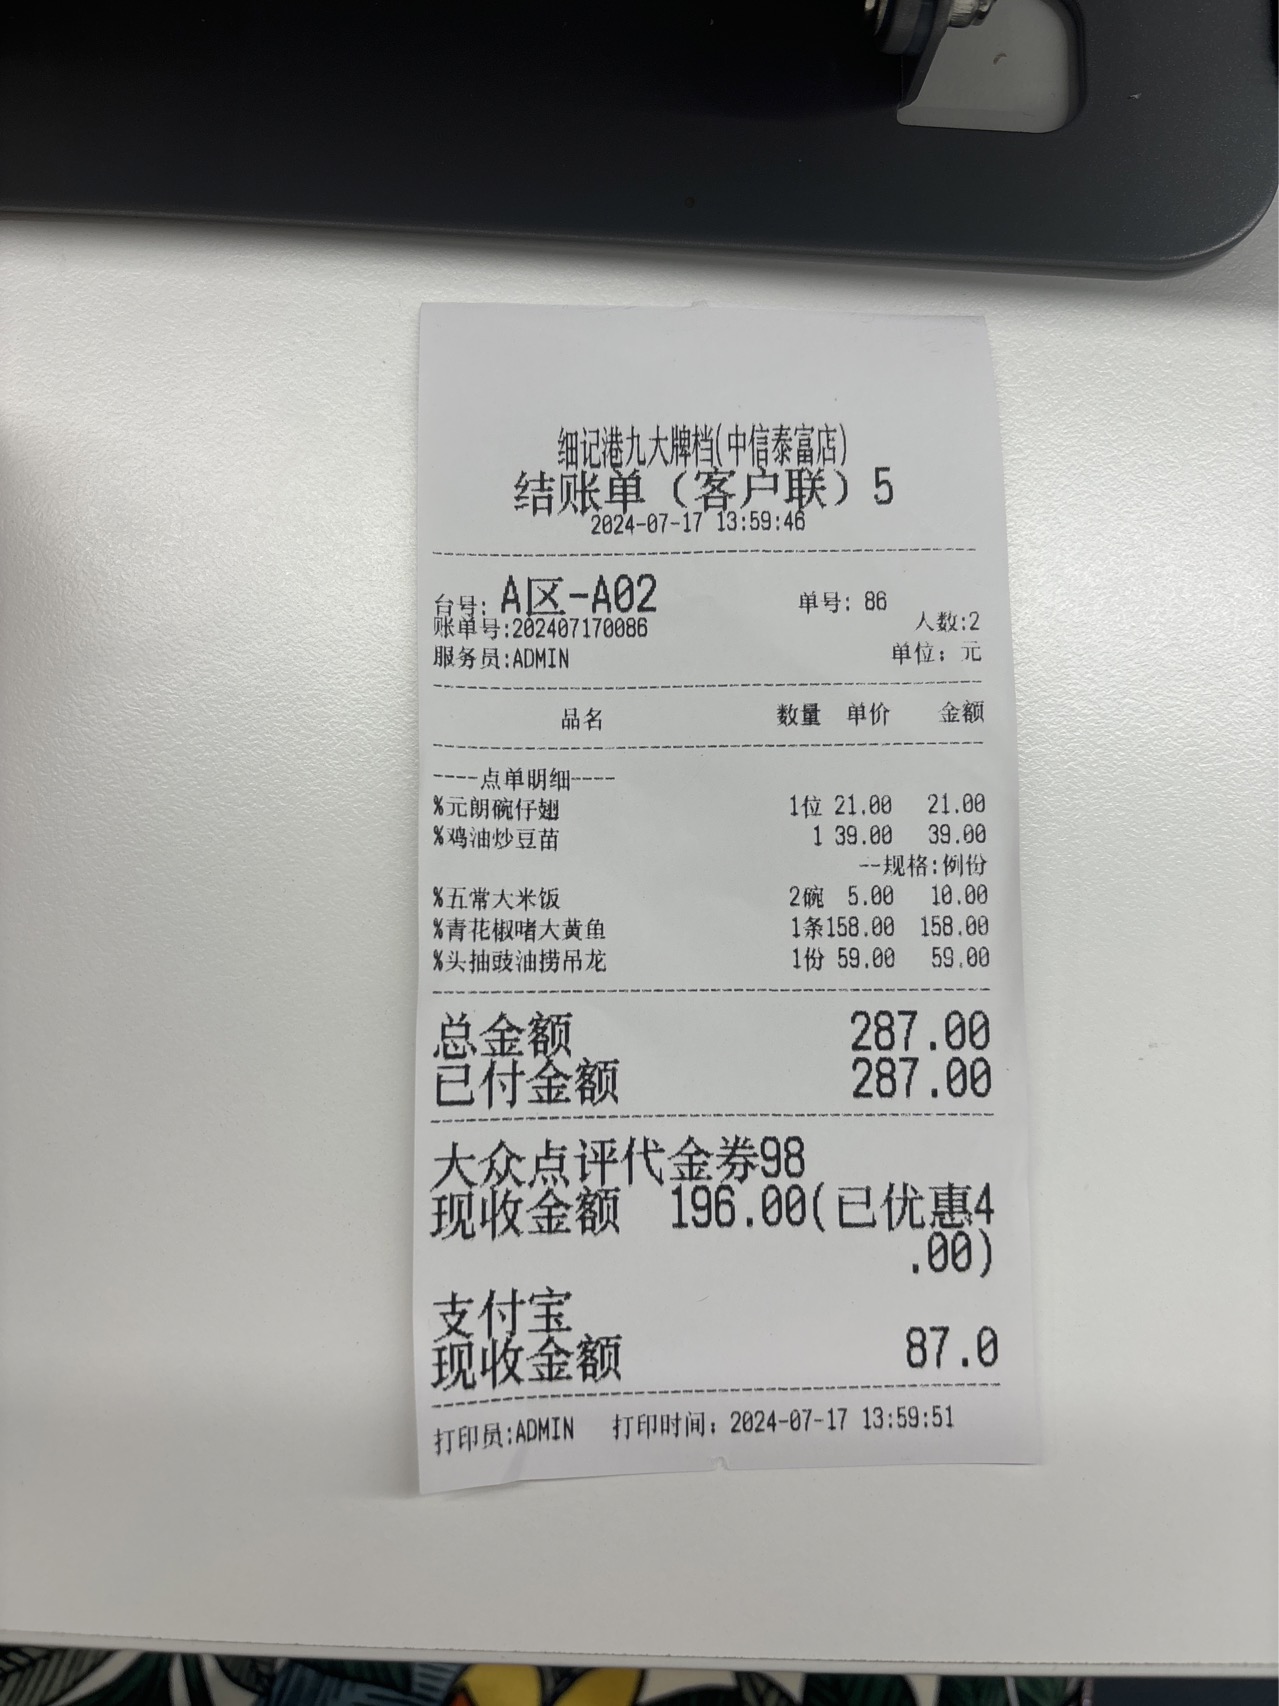 细记港九大牌档(中信泰富店)
结账单（客户联）5
2024-07-17 13:59:46
台号: A区-A02 单号: 86
账单号:202407170086 人数:2
服务员:ADMIN 单位: 元
品名 数量 单价 金额
----点单明细----
%元朗碗仔翅 1位 21.00 21.00
%鸡油炒豆苗 1 39.00 39.00
--规格:例份
%五常大米饭 2碗 5.00 10.00
%青花椒啫大黄鱼 1条158.00 158.00
%头抽豉油捞吊龙 1份 59.00 59.00
总金额 287.00
已付金额 287.00
大众点评代金券98
现收金额 196.00(已优惠4
.00)
支付宝
现收金额 87.0
打印员:ADMIN 打印时间: 2024-07-17 13:59:51